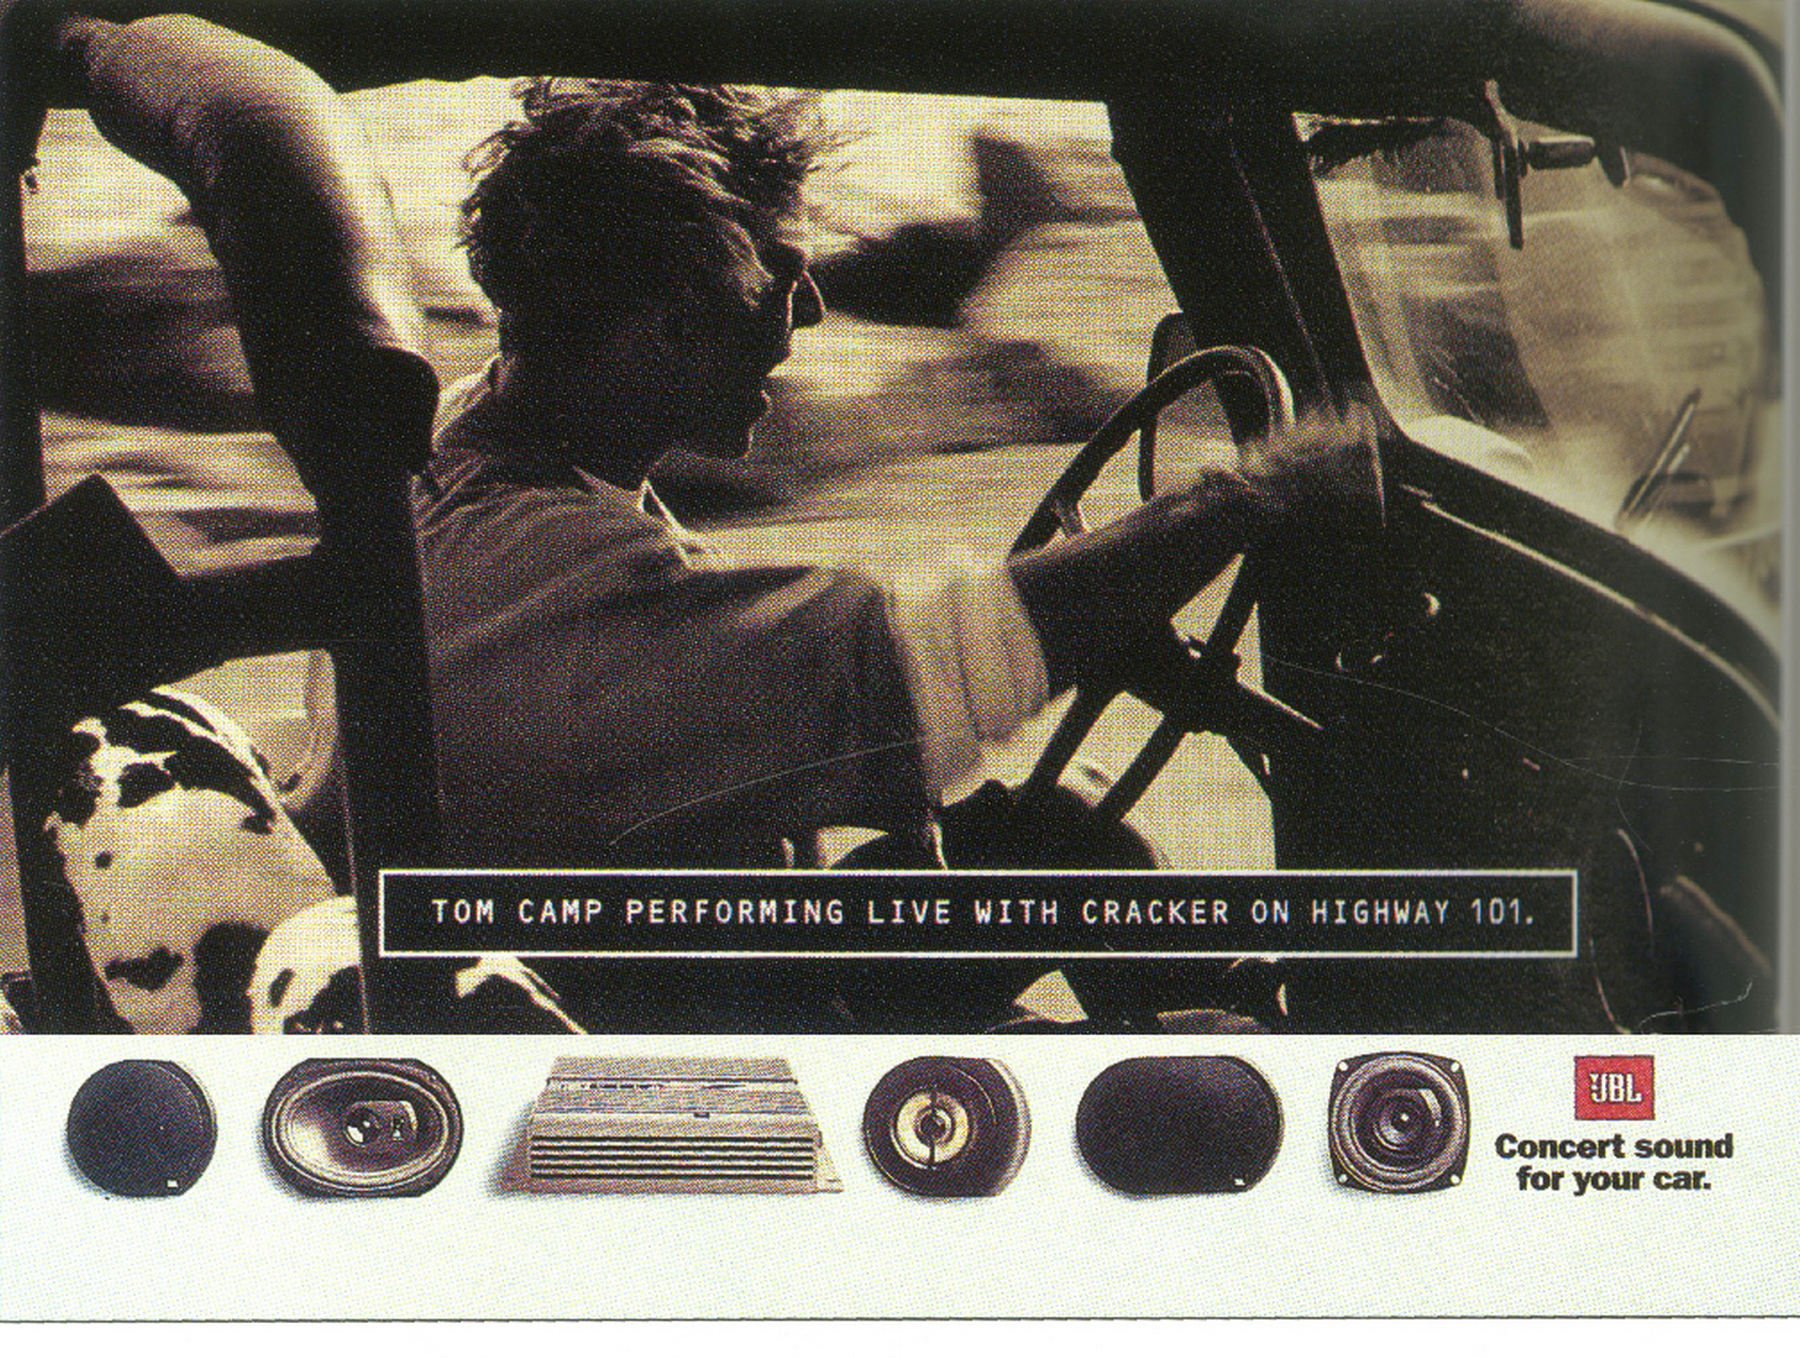 TOM CAMP PERFORMING LIVE WITH CRACKER ON HIGHWAY 101.
JBL
Concert sound
for your car.